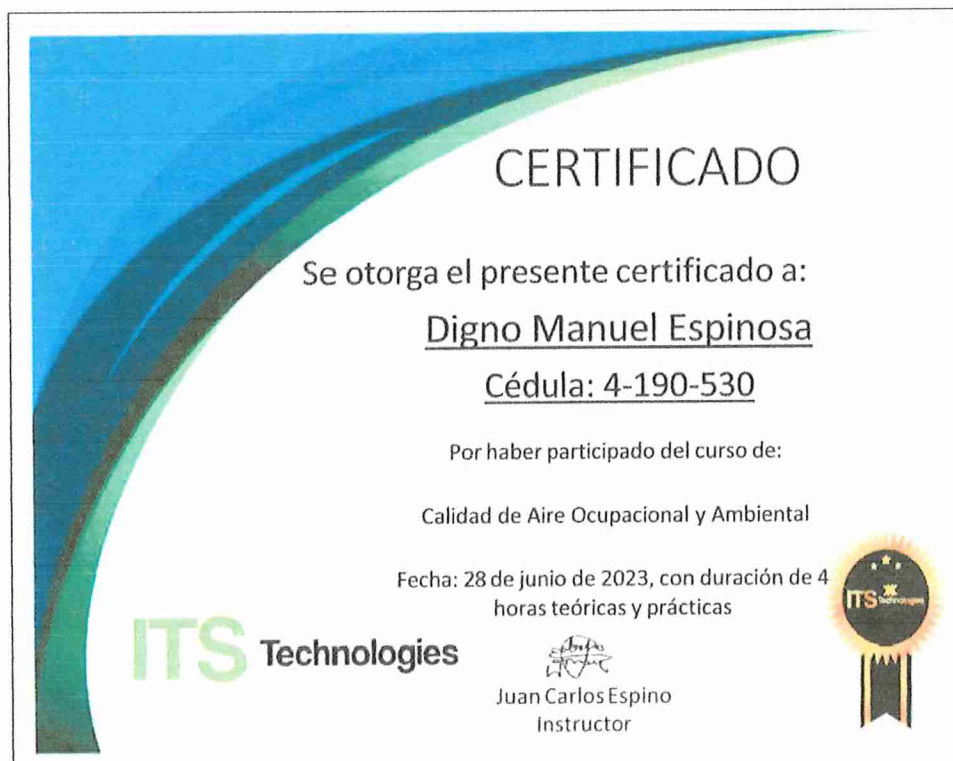 CERTIFICADO
Se otorga el presente certificado a:
Digno Manuel Espinosa
Cédula: 4-190-530
Por haber participado del curso de:
Calidad de Aire Ocupacional y Ambiental
Fecha: 28 de junio de 2023, con duración de 4
horas teóricas y prácticas
ITS Technologies
ITS Technologies
Juan Carlos Espino
Instructor